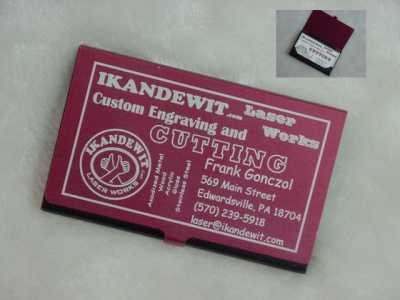 IKANDEWIT.com Laser Works
Custom Engraving and
CUTTING
IKANDEWIT
LASER WORKS INC.
Anodized Metal
Wood
Acrylic
Glass
Stainless Steel
Frank Gonczol
569 Main Street
Edwardsville, PA 18704
(570) 239-5918
laser@ikandewit.com